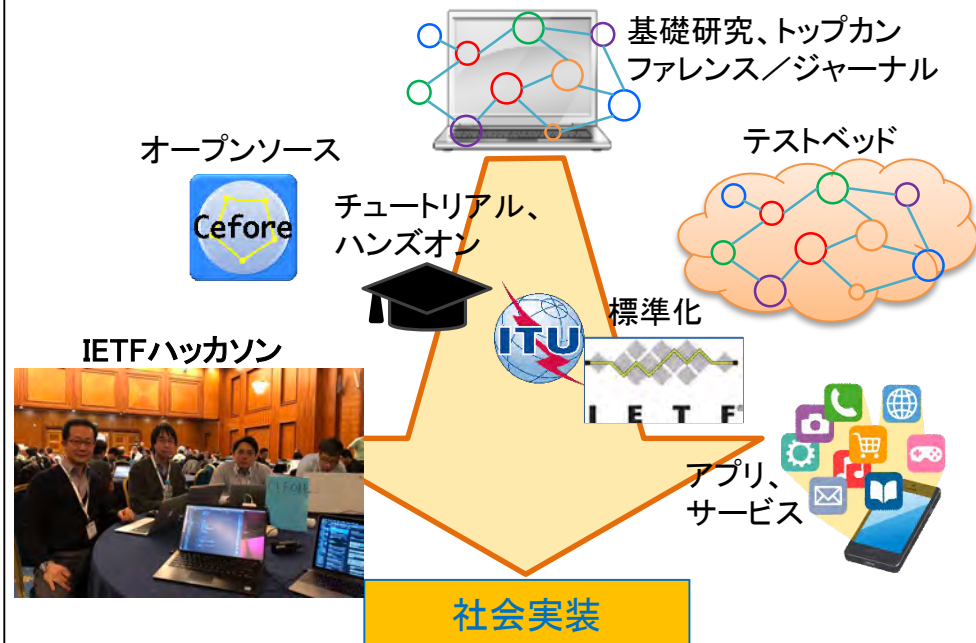 基礎研究、トップカン
ファレンス／ジャーナル
オープンソース
Cefore
チュートリアル、
ハンズオン
テストベッド
ITU
標準化
I E T F
IETFハッカソン
CEFORE
アプリ、
サービス
社会実装